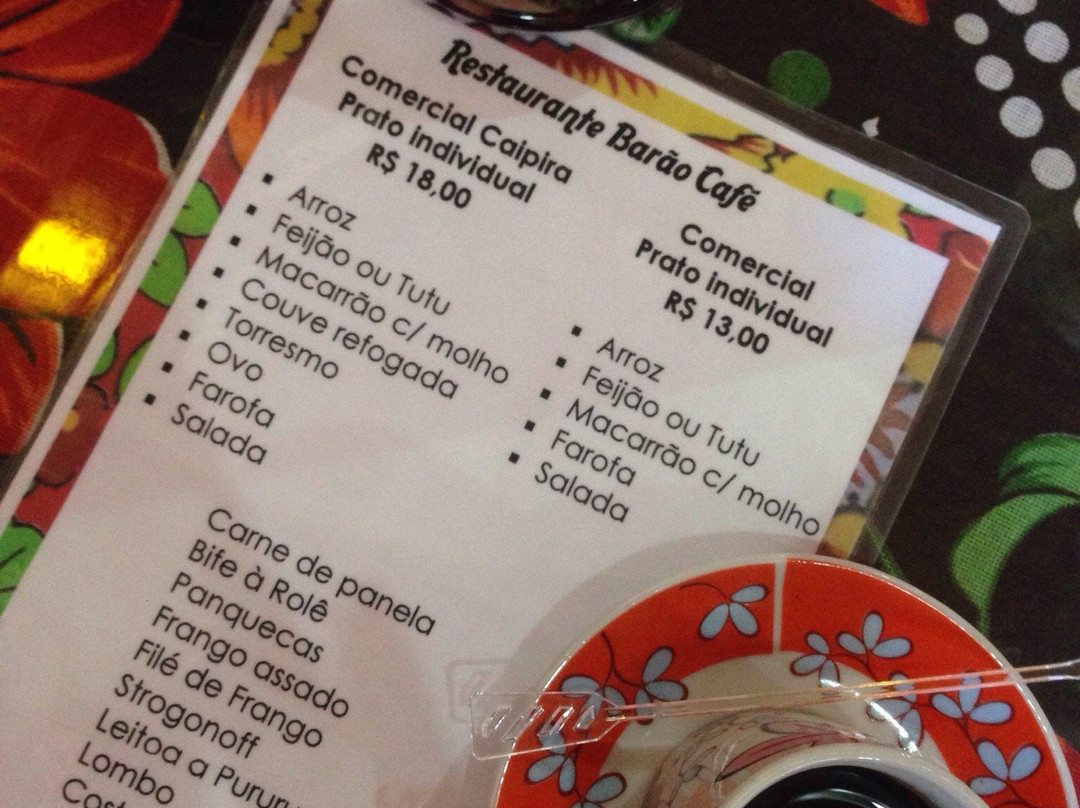 Restaurante Barão Café
Comercial Caipira
Prato individual
R$ 18,00
▪ Arroz
▪ Feijão ou Tutu
▪ Macarrão c/ molho
▪ Couve refogada
▪ Torresmo
▪ Ovo
▪ Farofa
▪ Salada
Comercial
Prato individual
R$ 13,00
▪ Arroz
▪ Feijão ou Tutu
▪ Macarrão c/ molho
▪ Farofa
▪ Salada
Carne de panela
Bife à Rolê
Panquecas
Frango assado
Filé de Frango
Strogonoff
Leitoa a
Lombo